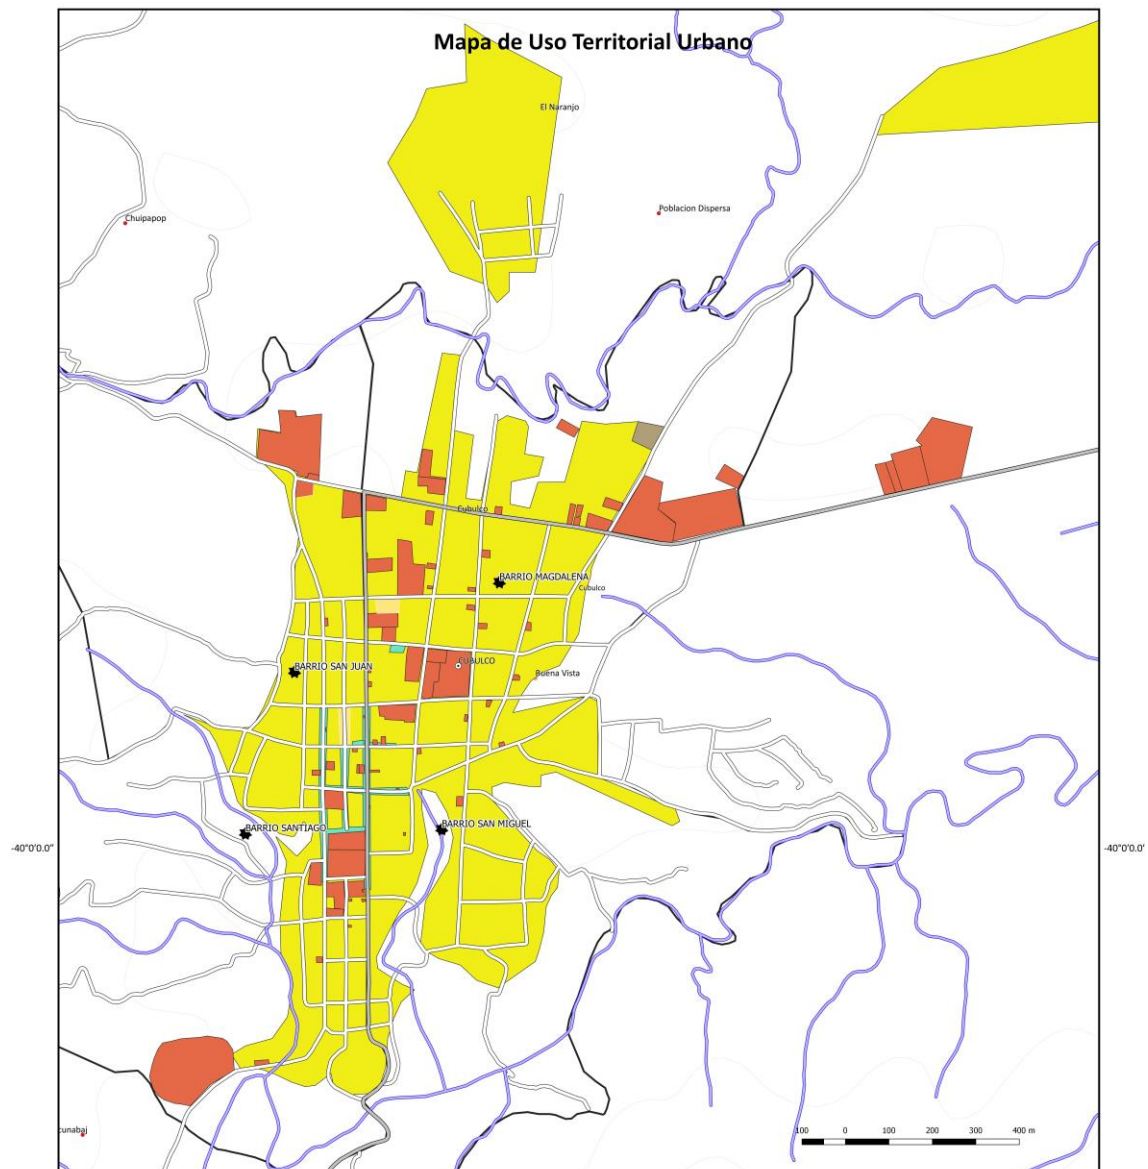 Mapa de Uso Territorial Urbano
El Naranjo
Poblacion Dispersa
Chuipapop
Cubulco
BARRIO MAGDALENA
Cubulco
CUBULCO
BARRIO SAN JUAN
Buena Vista
BARRIO SAN MIGUEL
BARRIO SANTIAGO
-40°0'0.0"
-40°0'0.0"
cunabaj
100 0 100 200 300 400 m